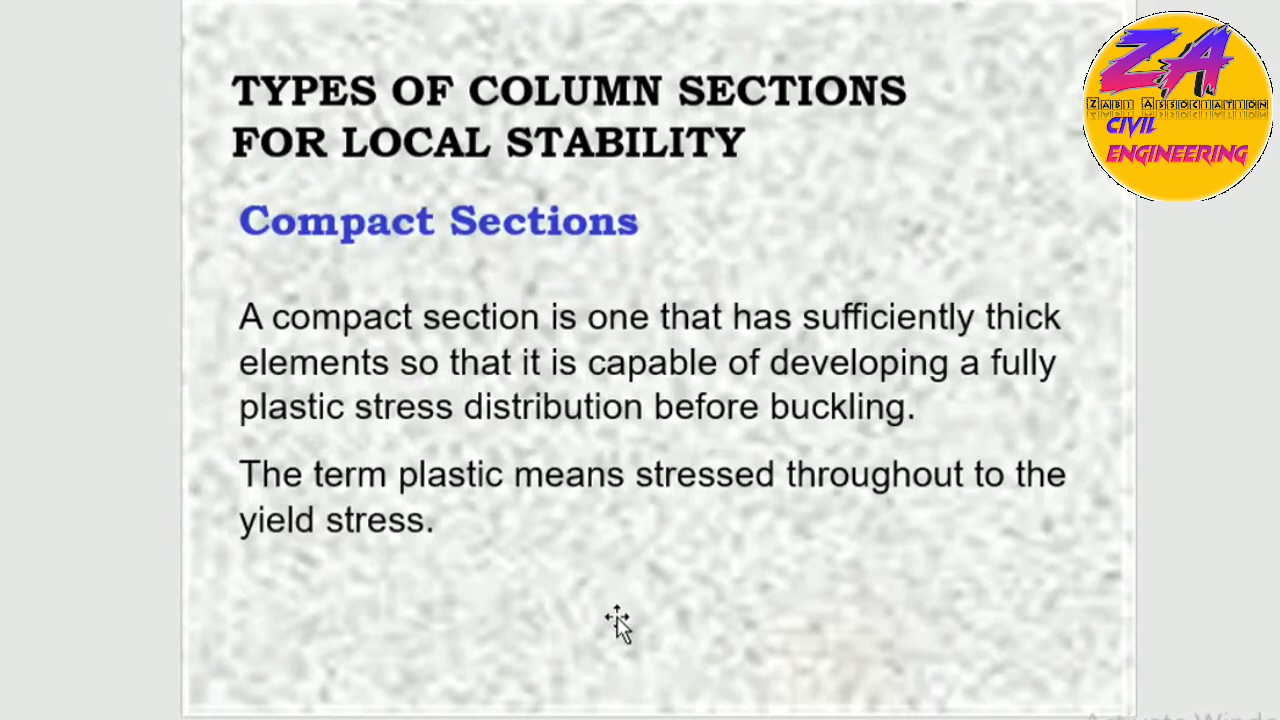 TYPES OF COLUMN SECTIONS
FOR LOCAL STABILITY
Compact Sections
A compact section is one that has sufficiently thick
elements so that it is capable of developing a fully
plastic stress distribution before buckling.
The term plastic means stressed throughout to the
yield stress.
ZA
ZABI ASSOCIATION
CIVIL
ENGINEERING